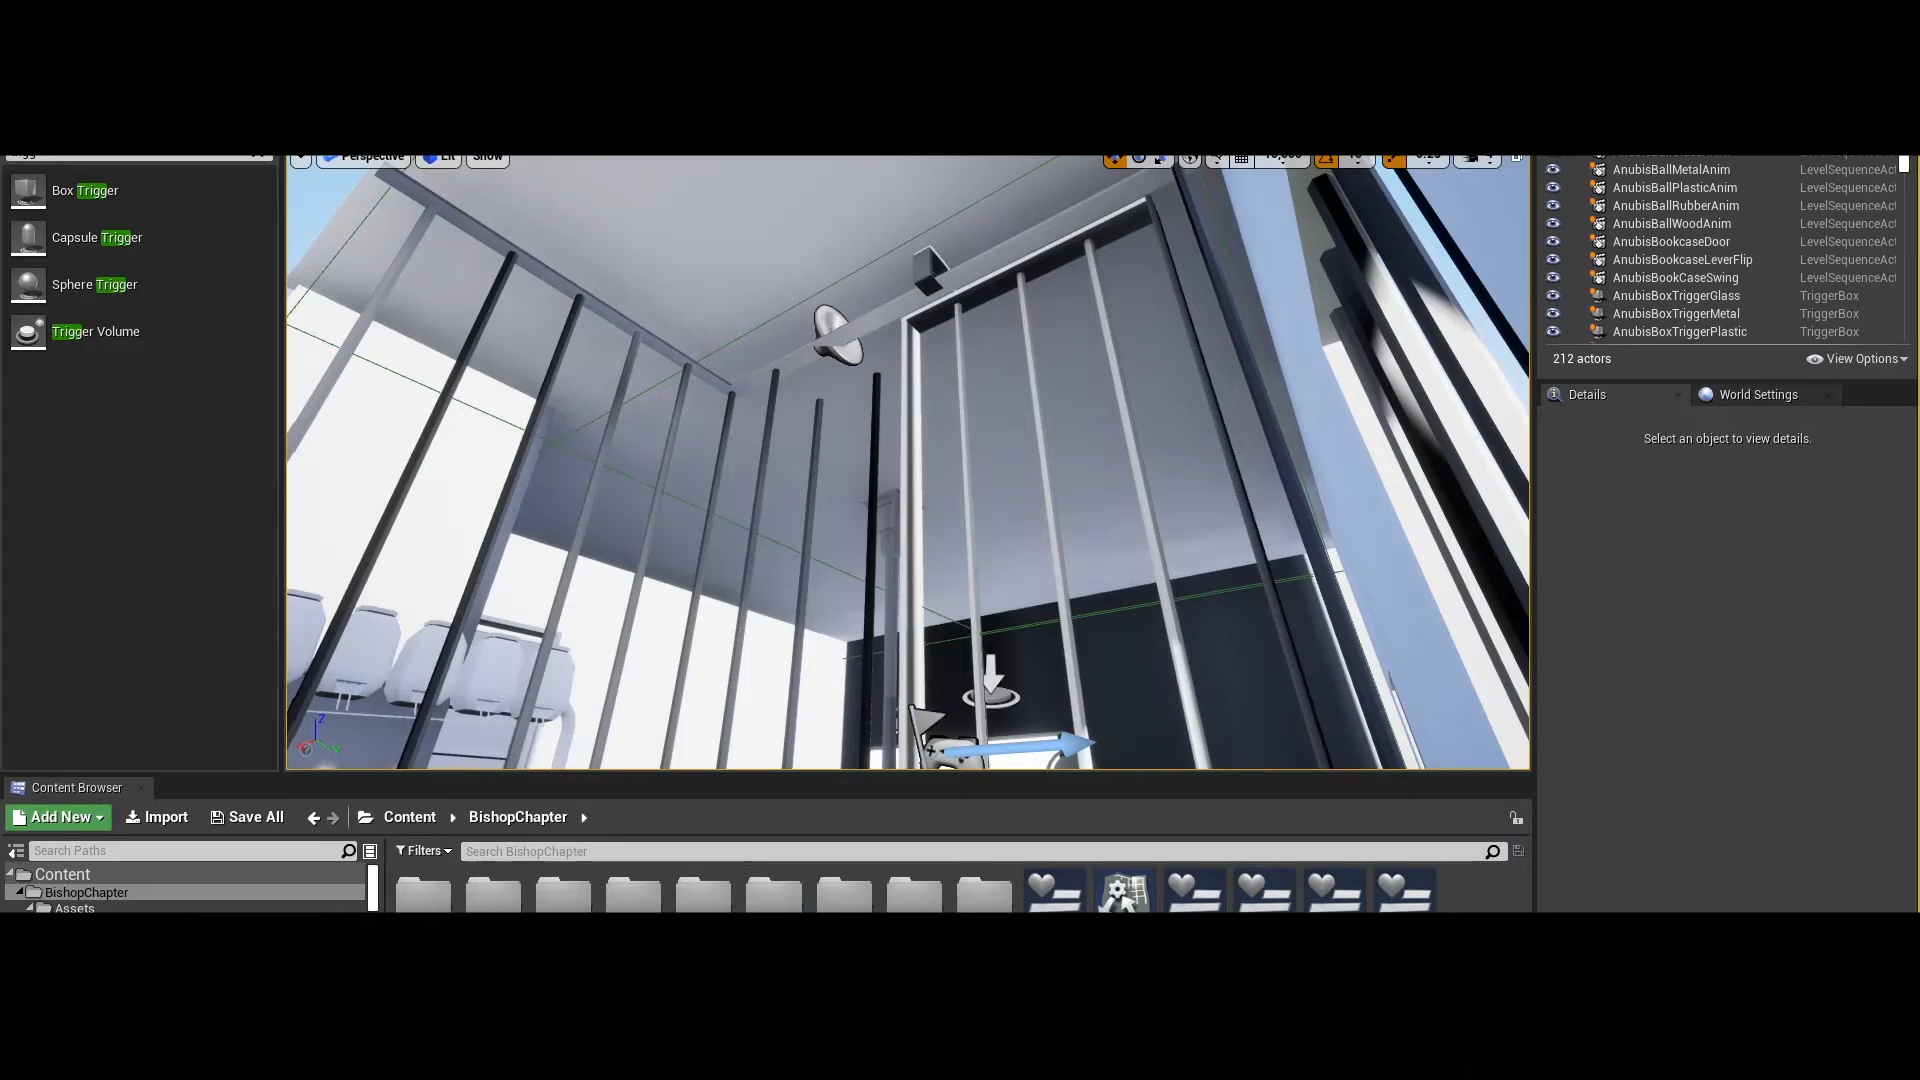 Perspective
Lit
Show
Box Trigger
Capsule Trigger
Sphere Trigger
Trigger Volume
AnubisBallMetalAnim LevelSequenceAct
AnubisBallPlasticAnim LevelSequenceAct
AnubisBallRubberAnim LevelSequenceAct
AnubisBallWoodAnim LevelSequenceAct
AnubisBookcaseDoor LevelSequenceAct
AnubisBookcaseLeverFlip LevelSequenceAct
AnubisBookCaseSwing LevelSequenceAct
AnubisBoxTriggerGlass TriggerBox
AnubisBoxTriggerMetal TriggerBox
AnubisBoxTriggerPlastic TriggerBox
212 actors
View Options
Details
World Settings
Select an object to view details.
Z
Y
Content Browser
Add New
Import
Save All
Content
BishopChapter
Search Paths
Filters
Search BishopChapter
Content
BishopChapter
Assets